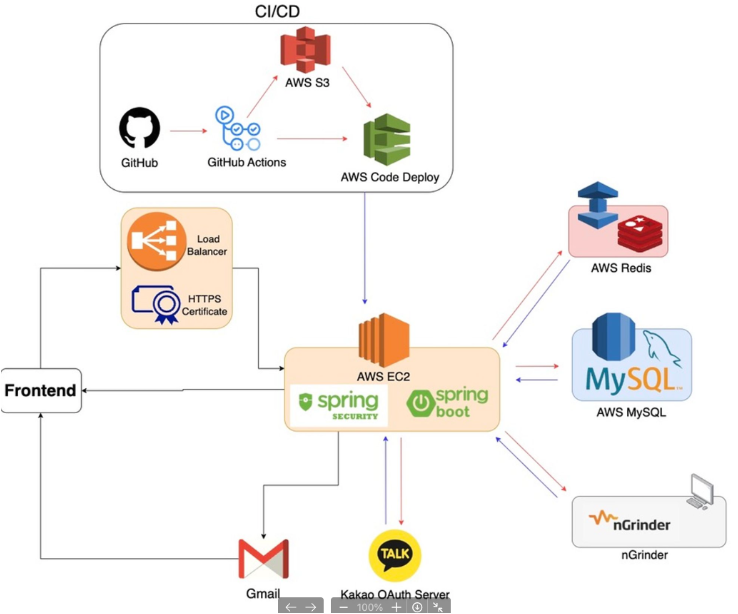 CI/CD
AWS S3
GitHub
GitHub Actions
AWS Code Deploy
Load
Balancer
HTTPS
Certificate
AWS Redis
Frontend
AWS EC2
spring
SECURITY
spring
boot
MySQL™
AWS MySQL
nGrinder
nGrinder
TALK
Gmail
Kakao OAuth Server
100%